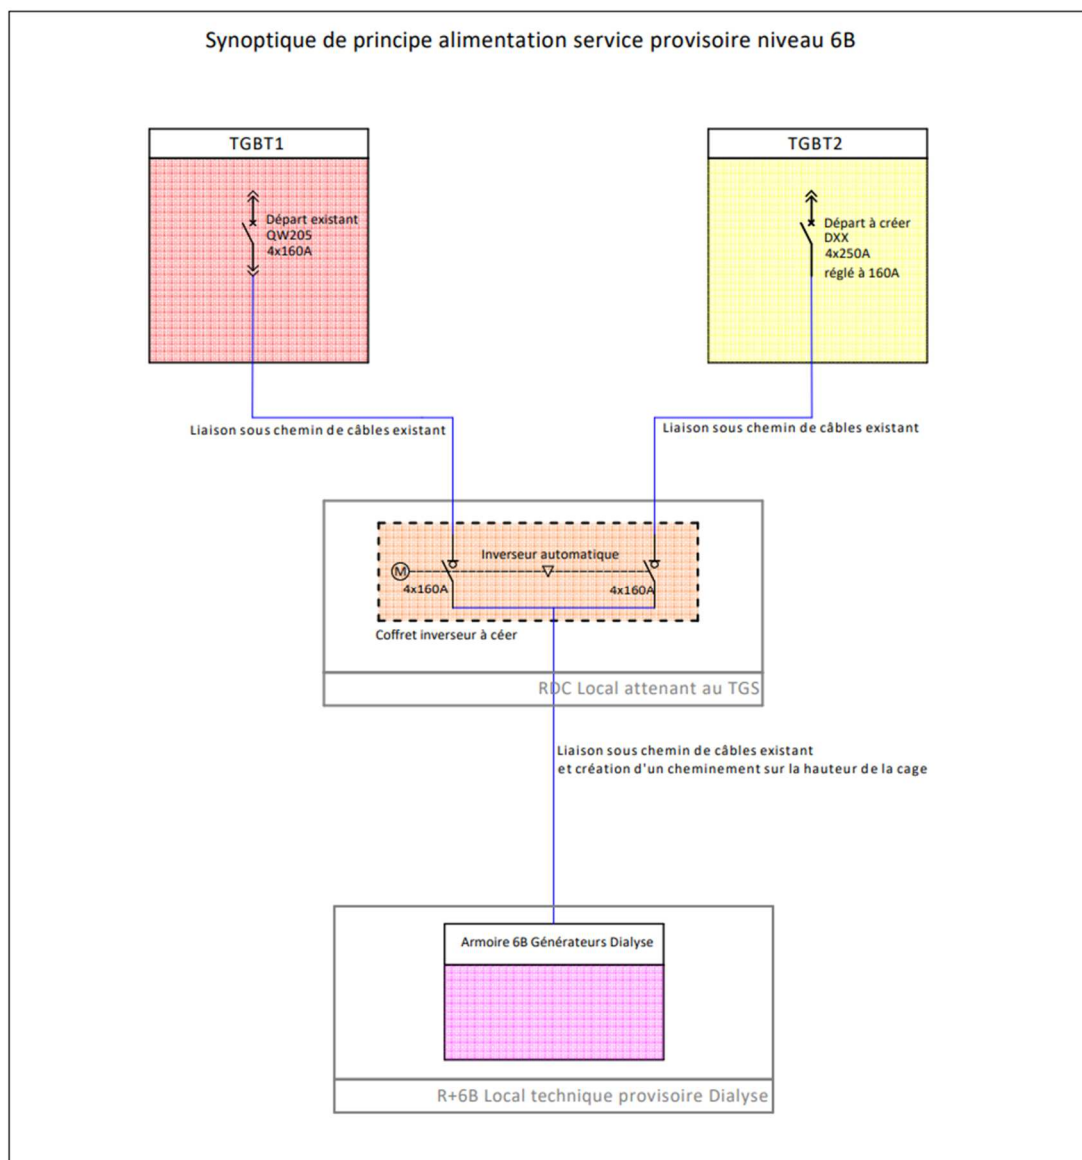 Synoptique de principe alimentation service provisoire niveau 6B
TGBT1
TGBT2
Départ existant
QW205
4x160A
Départ à créer
DXX
4x250A
réglé à 160A
Liaison sous chemin de câbles existant
Liaison sous chemin de câbles existant
Inverseur automatique
M
4x160A
4x160A
Coffret inverseur à céer
RDC Local attenant au TGS
Liaison sous chemin de câbles existant
et création d'un cheminement sur la hauteur de la cage
Armoire 6B Générateurs Dialyse
R+6B Local technique provisoire Dialyse